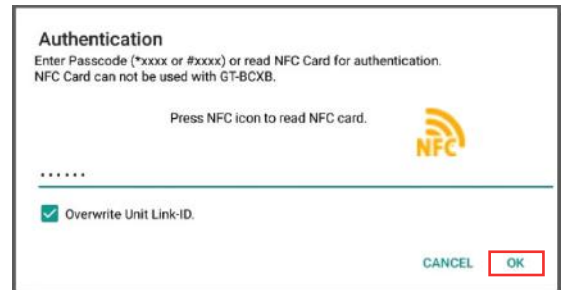 Authentication
Enter Passcode (*xxxx or #xxxx) or read NFC Card for authentication.
NFC Card can not be used with GT-BCXB.
Press NFC icon to read NFC card.
NFC
······
Overwrite Unit Link-ID.
CANCEL OK